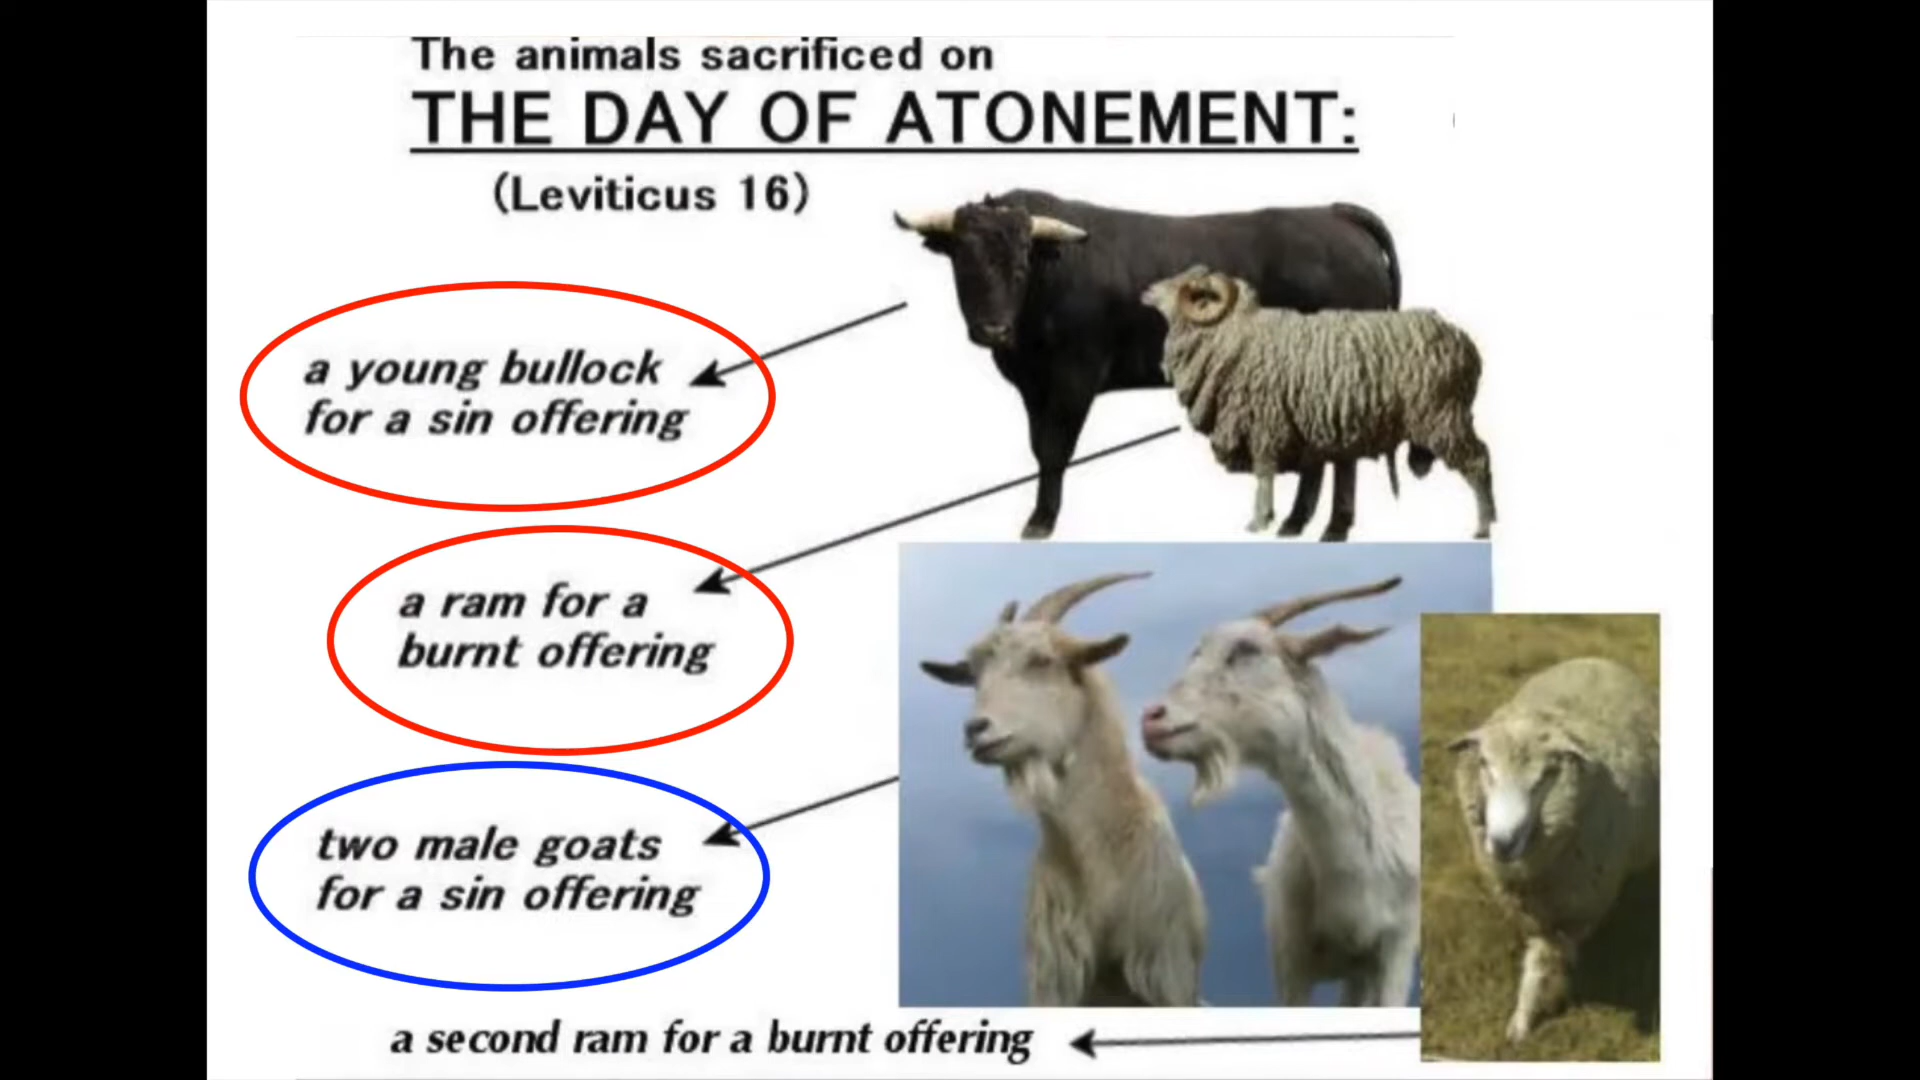 The animals sacrificed on
THE DAY OF ATONEMENT:
(Leviticus 16)
a young bullock
for a sin offering
a ram for a
burnt offering
two male goats
for a sin offering
a second ram for a burnt offering